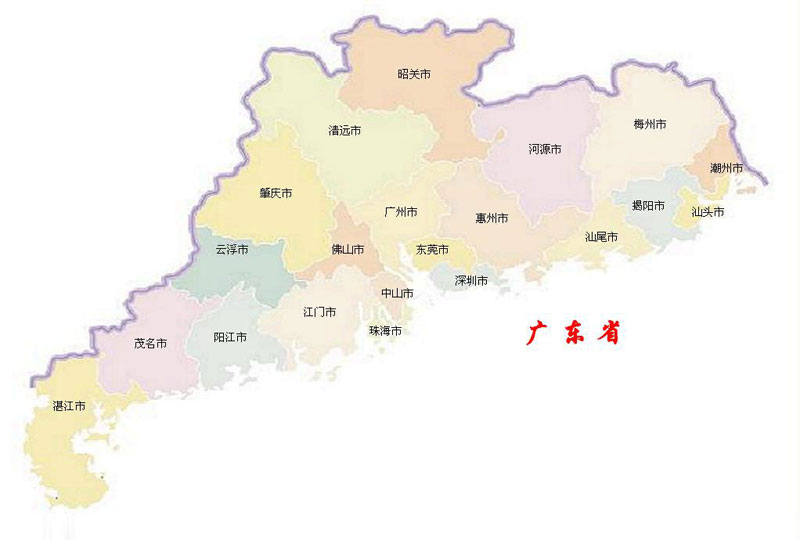 昭关市
清远市
梅州市
河源市
潮州市
肇庆市
揭阳市
广州市
惠州市
汕头市
汕尾市
云浮市
佛山市
东莞市
深圳市
中山市
江门市
珠海市
广东省
阳江市
茂名市
湛江市